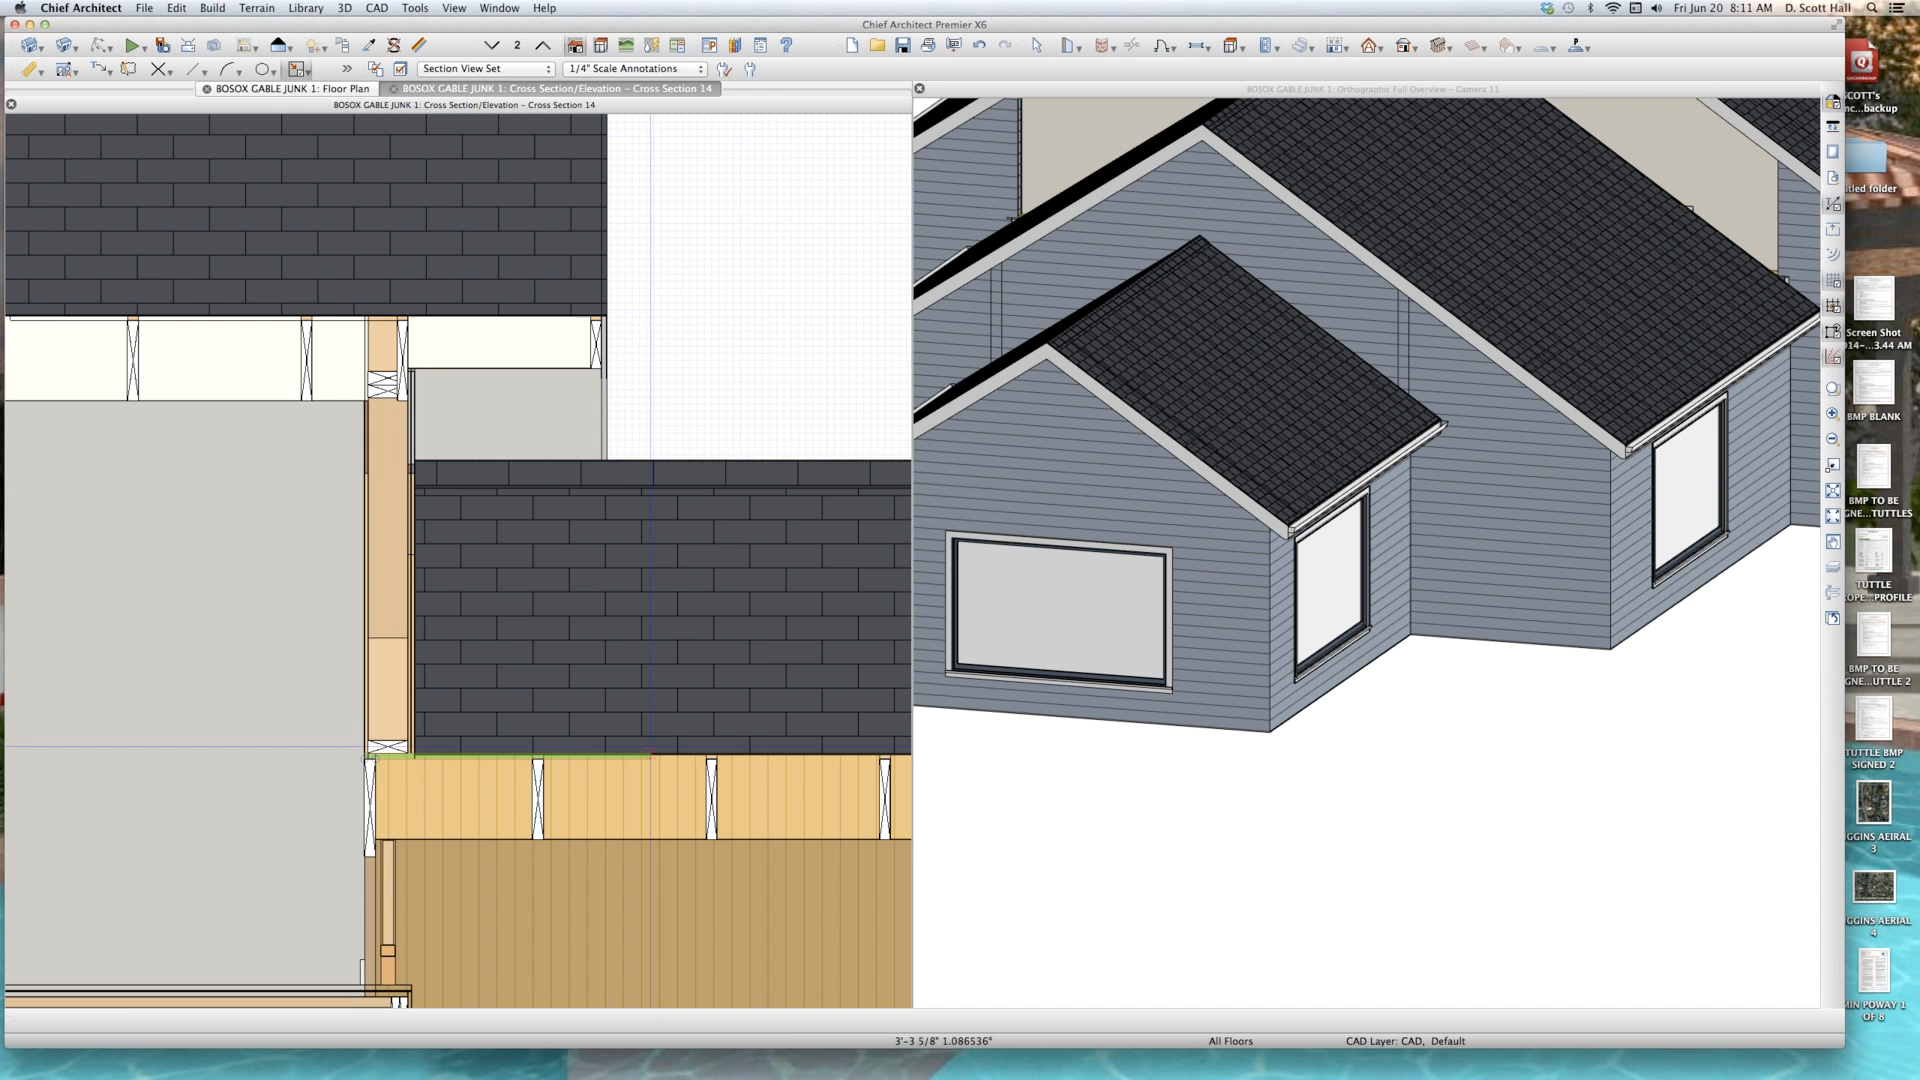 Chief Architect File Edit Build Terrain Library 3D CAD Tools View Window Help
Fri Jun 20 8:11 AM D. Scott Hall
Chief Architect Premier X6
2
Section View Set
1/4" Scale Annotations
BOSOX GABLE JUNK 1: Floor Plan
BOSOX GABLE JUNK 1: Cross Section/Elevation - Cross Section 14
BOSOX GABLE JUNK 1: Orthographic Full Overview - Camera 11
BOSOX GABLE JUNK 1: Cross Section/Elevation - Cross Section 14
SCOTT's
nc...backup
itled folder
Screen Shot
14-...3.44 AM
BMP BLANK
BMP TO BE
GNE...TUTTLES
TUTTLE
OPE...PROFILE
BMP TO BE
GNE...UTTLE 2
TUTTLE BMP
SIGNED 2
GGINS AEIRAL
3
GGINS AERIAL
4
MIN POWAY 1
OF 8
3'-3 5/8" 1.086536°
All Floors
CAD Layer: CAD, Default